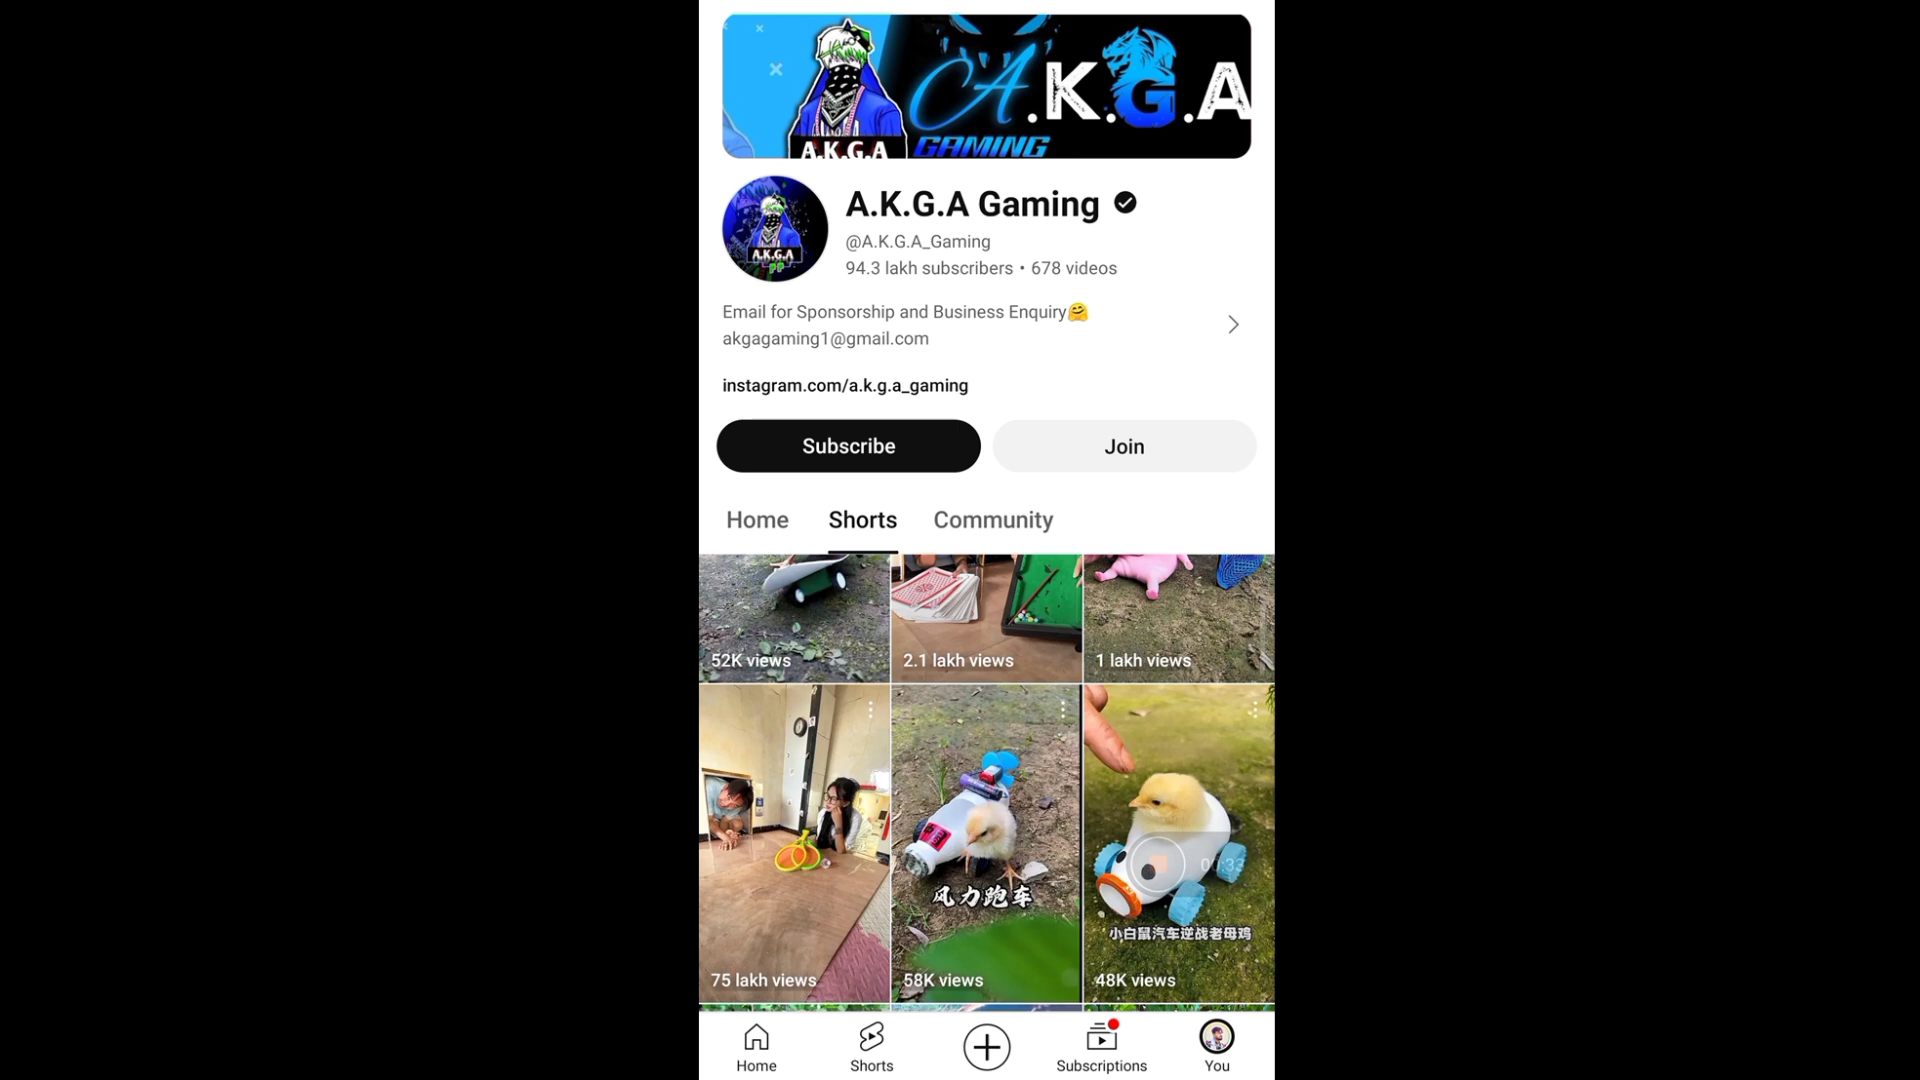 A.K.G.A
GAMING
A.K.G.A
A.K.G.A Gaming
@A.K.G.A_Gaming
94.3 lakh subscribers • 678 videos
A.K.G.A
Email for Sponsorship and Business Enquiry🤗
akgagaming1@gmail.com
instagram.com/a.k.g.a_gaming
Subscribe
Join
Home
Shorts
Community
52K views
2.1 lakh views
1 lakh views
00:33
风力跑车
小白鼠汽车逆战老母鸡
75 lakh views
58K views
48K views
Home
Shorts
Subscriptions
You